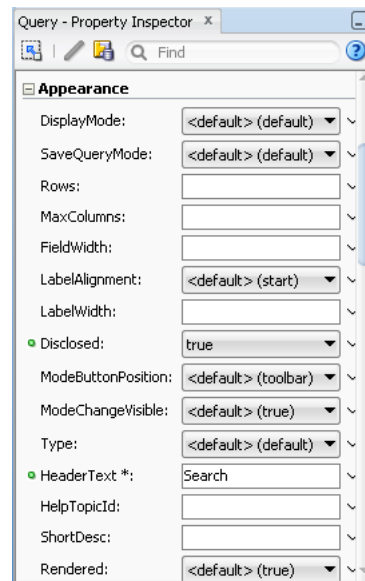 Query - Property Inspector x
Find
Appearance
DisplayMode: <default> (default)
SaveQueryMode: <default> (default)
Rows:
MaxColumns:
FieldWidth:
LabelAlignment: <default> (start)
LabelWidth:
Disclosed: true
ModeButtonPosition: <default> (toolbar)
ModeChangeVisible: <default> (true)
Type: <default> (default)
HeaderText *: Search
HelpTopicId:
ShortDesc:
Rendered: <default> (true)